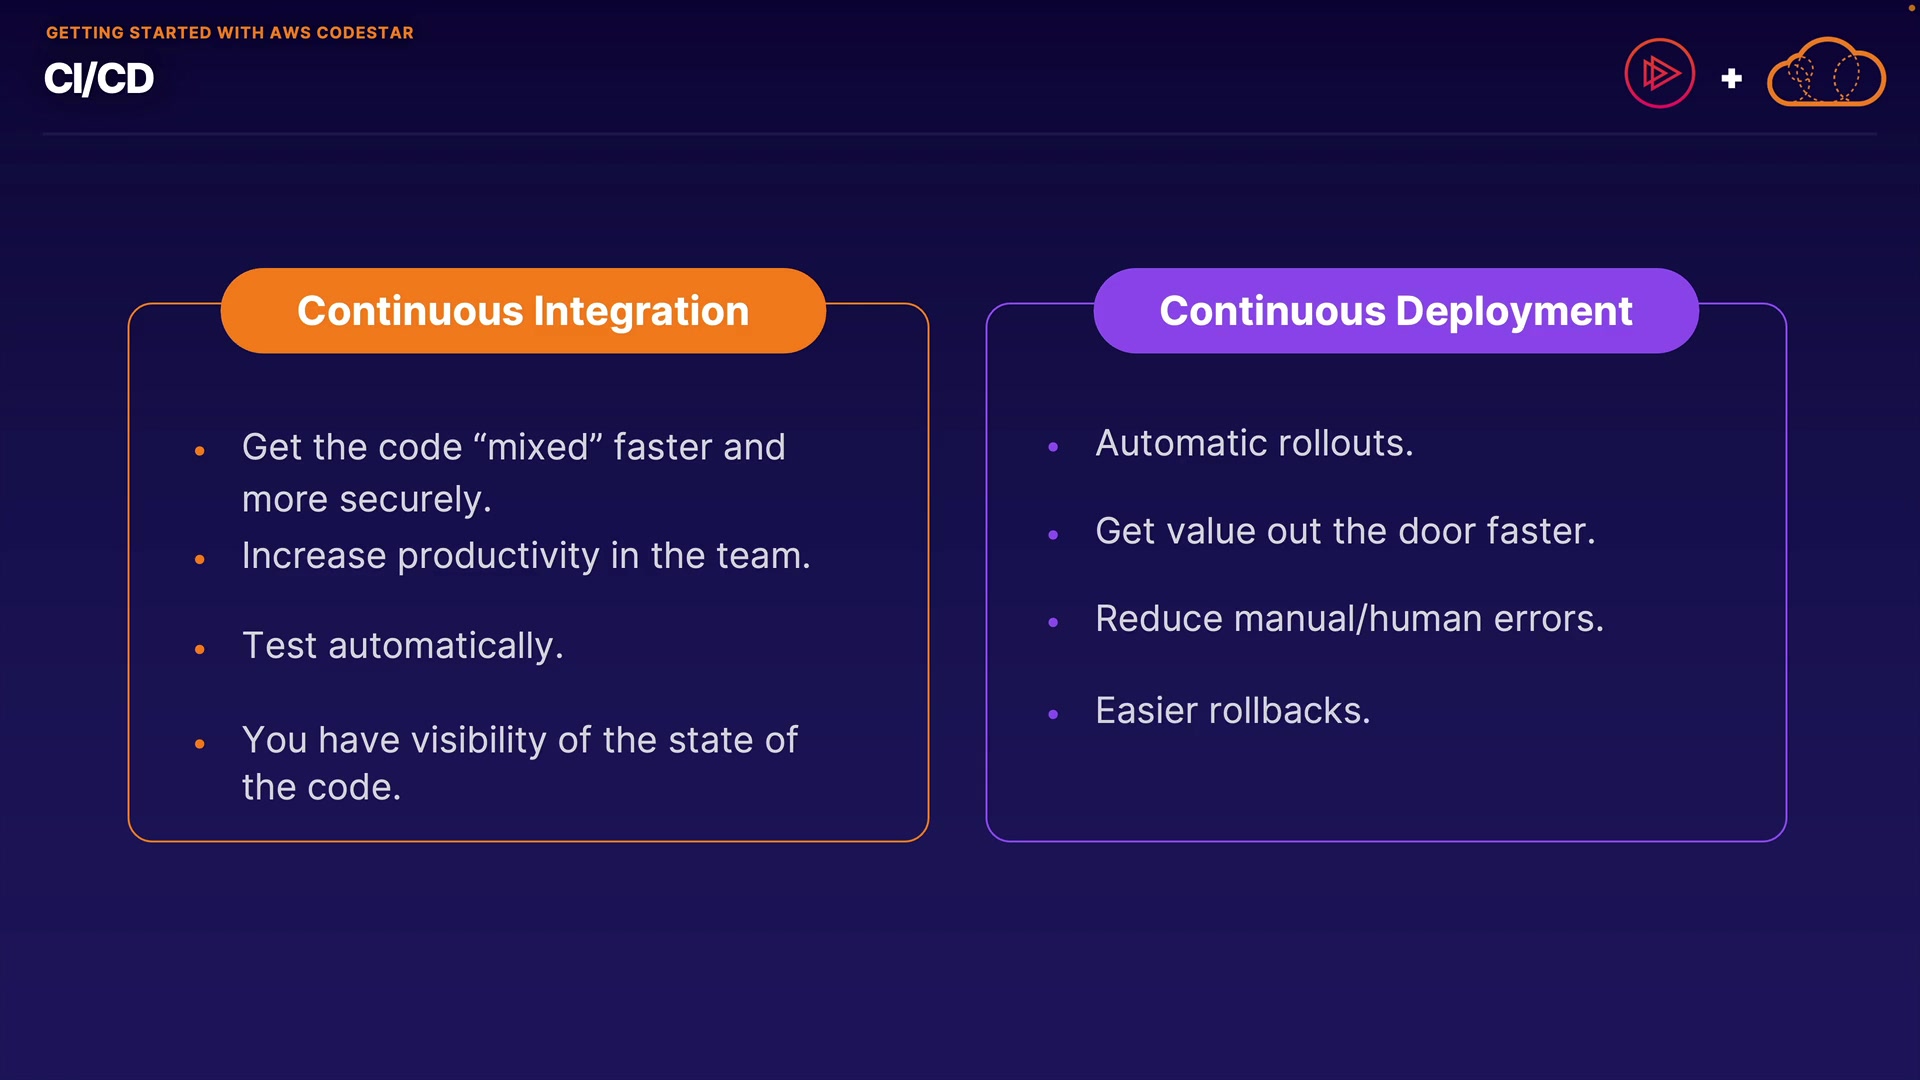 GETTING STARTED WITH AWS CODESTAR
CI/CD
+
Continuous Integration
• Get the code “mixed” faster and
more securely.
• Increase productivity in the team.
• Test automatically.
• You have visibility of the state of
the code.
Continuous Deployment
• Automatic rollouts.
• Get value out the door faster.
• Reduce manual/human errors.
• Easier rollbacks.